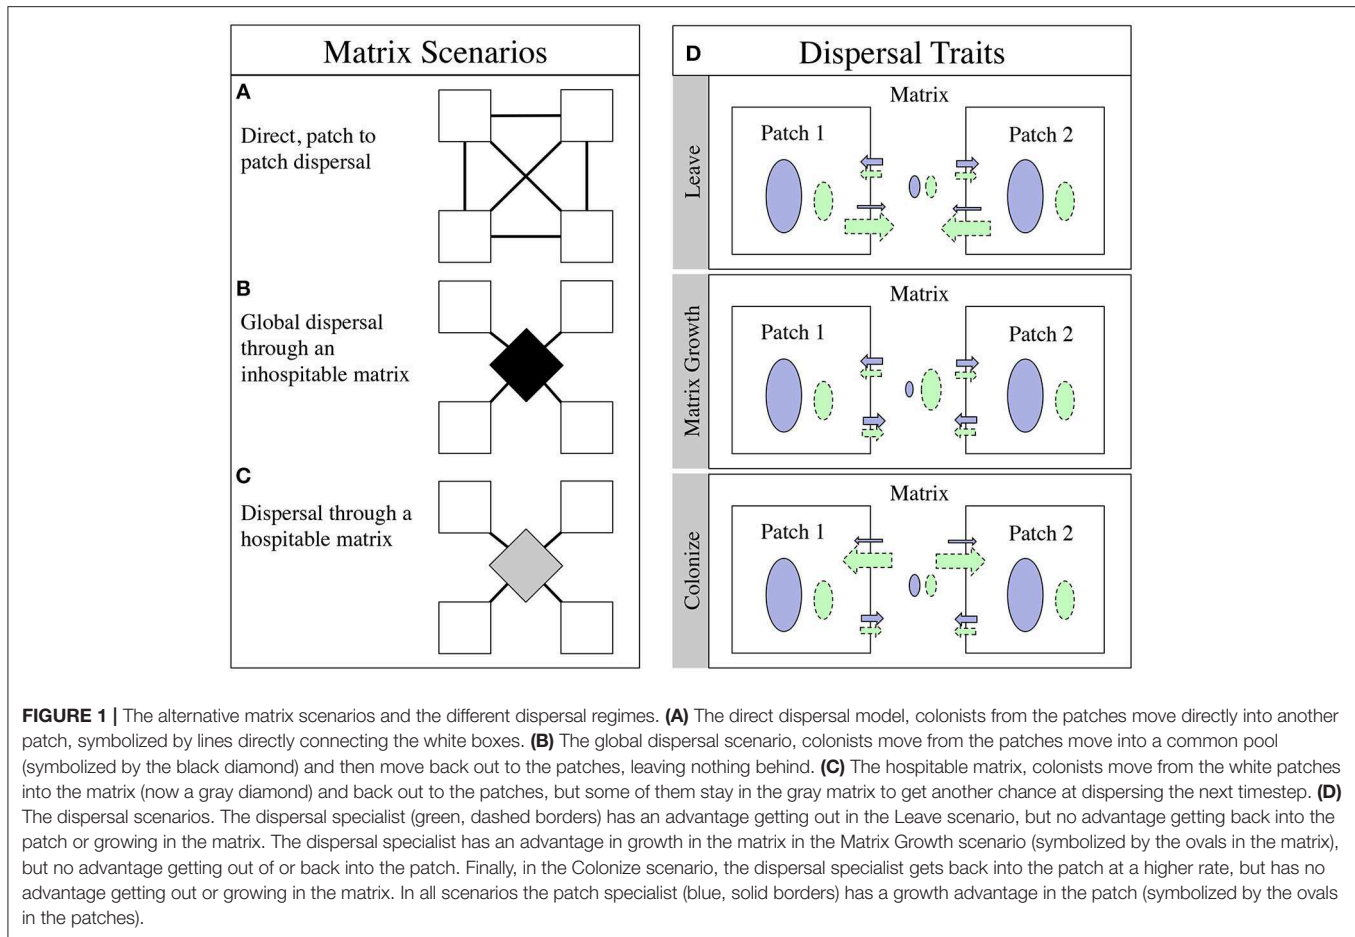 Matrix Scenarios
A
Direct, patch to
patch dispersal
B
Global dispersal
through an
inhospitable matrix
C
Dispersal through a
hospitable matrix
D
Dispersal Traits
Leave
Matrix
Patch 1
Patch 2
Matrix Growth
Matrix
Patch 1
Patch 2
Colonize
Matrix
Patch 1
Patch 2
FIGURE 1 | The alternative matrix scenarios and the different dispersal regimes. (A) The direct dispersal model, colonists from the patches move directly into another
patch, symbolized by lines directly connecting the white boxes. (B) The global dispersal scenario, colonists move from the patches move into a common pool
(symbolized by the black diamond) and then move back out to the patches, leaving nothing behind. (C) The hospitable matrix, colonists move from the white patches
into the matrix (now a gray diamond) and back out to the patches, but some of them stay in the gray matrix to get another chance at dispersing the next timestep. (D)
The dispersal scenarios. The dispersal specialist (green, dashed borders) has an advantage getting out in the Leave scenario, but no advantage getting back into the
patch or growing in the matrix. The dispersal specialist has an advantage in growth in the matrix in the Matrix Growth scenario (symbolized by the ovals in the matrix),
but no advantage getting out of or back into the patch. Finally, in the Colonize scenario, the dispersal specialist gets back into the patch at a higher rate, but has no
advantage getting out or growing in the matrix. In all scenarios the patch specialist (blue, solid borders) has a growth advantage in the patch (symbolized by the ovals
in the patches).